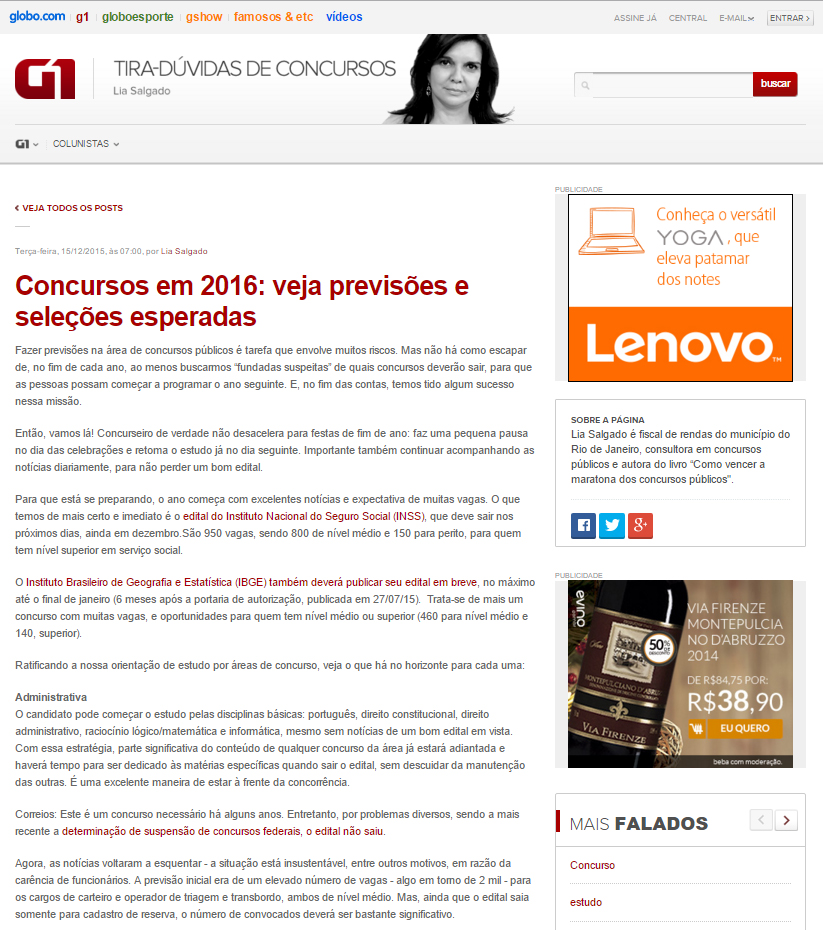 globo.com g1 globoesporte gshow famosos & etc vídeos
ASSINE JÁ CENTRAL E-MAIL ENTRAR ›
G1
TIRA-DÚVIDAS DE CONCURSOS
Lia Salgado
buscar
G1 COLUNISTAS
‹ VEJA TODOS OS POSTS
Terça-feira, 15/12/2015, às 07:00, por Lia Salgado
Concursos em 2016: veja previsões e
seleções esperadas
Fazer previsões na área de concursos públicos é tarefa que envolve muitos riscos. Mas não há como escapar
de, no fim de cada ano, ao menos buscarmos “fundadas suspeitas” de quais concursos deverão sair, para que
as pessoas possam começar a programar o ano seguinte. E, no fim das contas, temos tido algum sucesso
nessa missão.
Então, vamos lá! Concurseiro de verdade não desacelera para festas de fim de ano: faz uma pequena pausa
no dia das celebrações e retoma o estudo já no dia seguinte. Importante também continuar acompanhando as
notícias diariamente, para não perder um bom edital.
Para que está se preparando, o ano começa com excelentes notícias e expectativa de muitas vagas. O que
temos de mais certo e imediato é o edital do Instituto Nacional do Seguro Social (INSS), que deve sair nos
próximos dias, ainda em dezembro.São 950 vagas, sendo 800 de nível médio e 150 para perito, para quem
tem nível superior em serviço social.
O Instituto Brasileiro de Geografia e Estatística (IBGE) também deverá publicar seu edital em breve, no máximo
até o final de janeiro (6 meses após a portaria de autorização, publicada em 27/07/15). Trata-se de mais um
concurso com muitas vagas, e oportunidades para quem tem nível médio ou superior (460 para nível médio e
140, superior).
Ratificando a nossa orientação de estudo por áreas de concurso, veja o que há no horizonte para cada uma:
Administrativa
O candidato pode começar o estudo pelas disciplinas básicas: português, direito constitucional, direito
administrativo, raciocínio lógico/matemática e informática, mesmo sem notícias de um bom edital em vista.
Com essa estratégia, parte significativa do conteúdo de qualquer concurso da área já estará adiantada e
haverá tempo para ser dedicado às matérias específicas quando sair o edital, sem descuidar da manutenção
das outras. É uma excelente maneira de estar à frente da concorrência.
Correios: Este é um concurso necessário há alguns anos. Entretanto, por problemas diversos, sendo a mais
recente a determinação de suspensão de concursos federais, o edital não saiu.
Agora, as notícias voltaram a esquentar - a situação está insustentável, entre outros motivos, em razão da
carência de funcionários. A previsão inicial era de um elevado número de vagas - algo em torno de 2 mil - para
os cargos de carteiro e operador de triagem e transbordo, ambos de nível médio. Mas, ainda que o edital saia
somente para cadastro de reserva, o número de convocados deverá ser bastante significativo.
PUBLICIDADE
Conheça o versátil
YOGA, que
eleva patamar
dos notes
Lenovo™
SOBRE A PÁGINA
Lia Salgado é fiscal de rendas do município do
Rio de Janeiro, consultora em concursos
públicos e autora do livro “Como vencer a
maratona dos concursos públicos”.
PUBLICIDADE
evino
VIA FIRENZE
MONTEPULCIA
NO D'ABRUZZO
2014
50% DE
DESCONTO
DE R$84,75 POR:
R$38,90
EU QUERO
MONTEPULCIANO D'ABRUZZO
VIA FIRENZE
beba com moderação.
MAIS FALADOS
Concurso
estudo